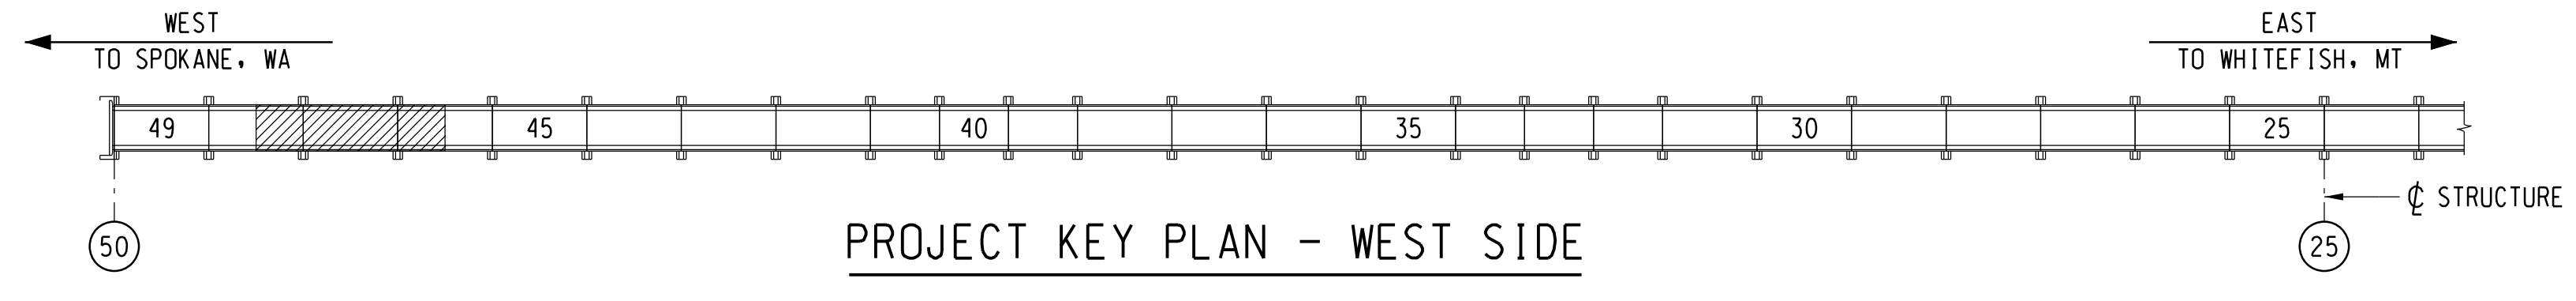 WEST
TO SPOKANE, WA
EAST
TO WHITEFISH, MT
49 45 40 35 30 25
℄ STRUCTURE
50
PROJECT KEY PLAN - WEST SIDE
25